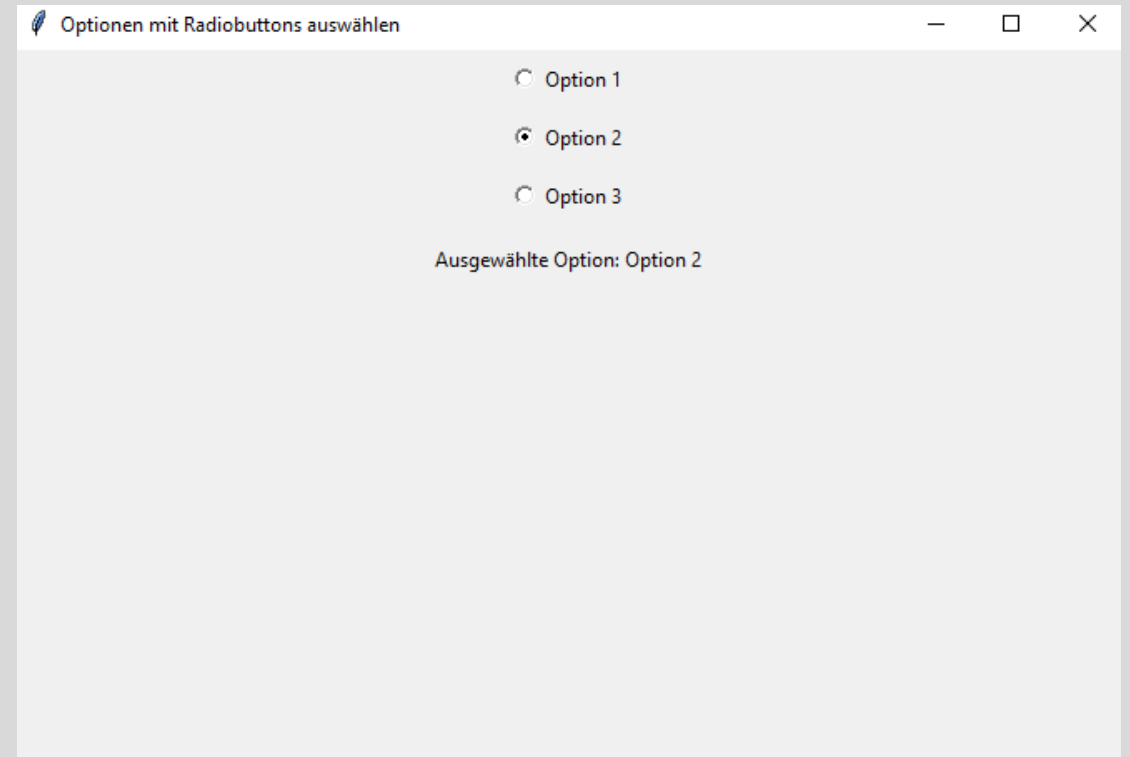 Optionen mit Radiobuttons auswählen
Option 1
Option 2
Option 3
Ausgewählte Option: Option 2